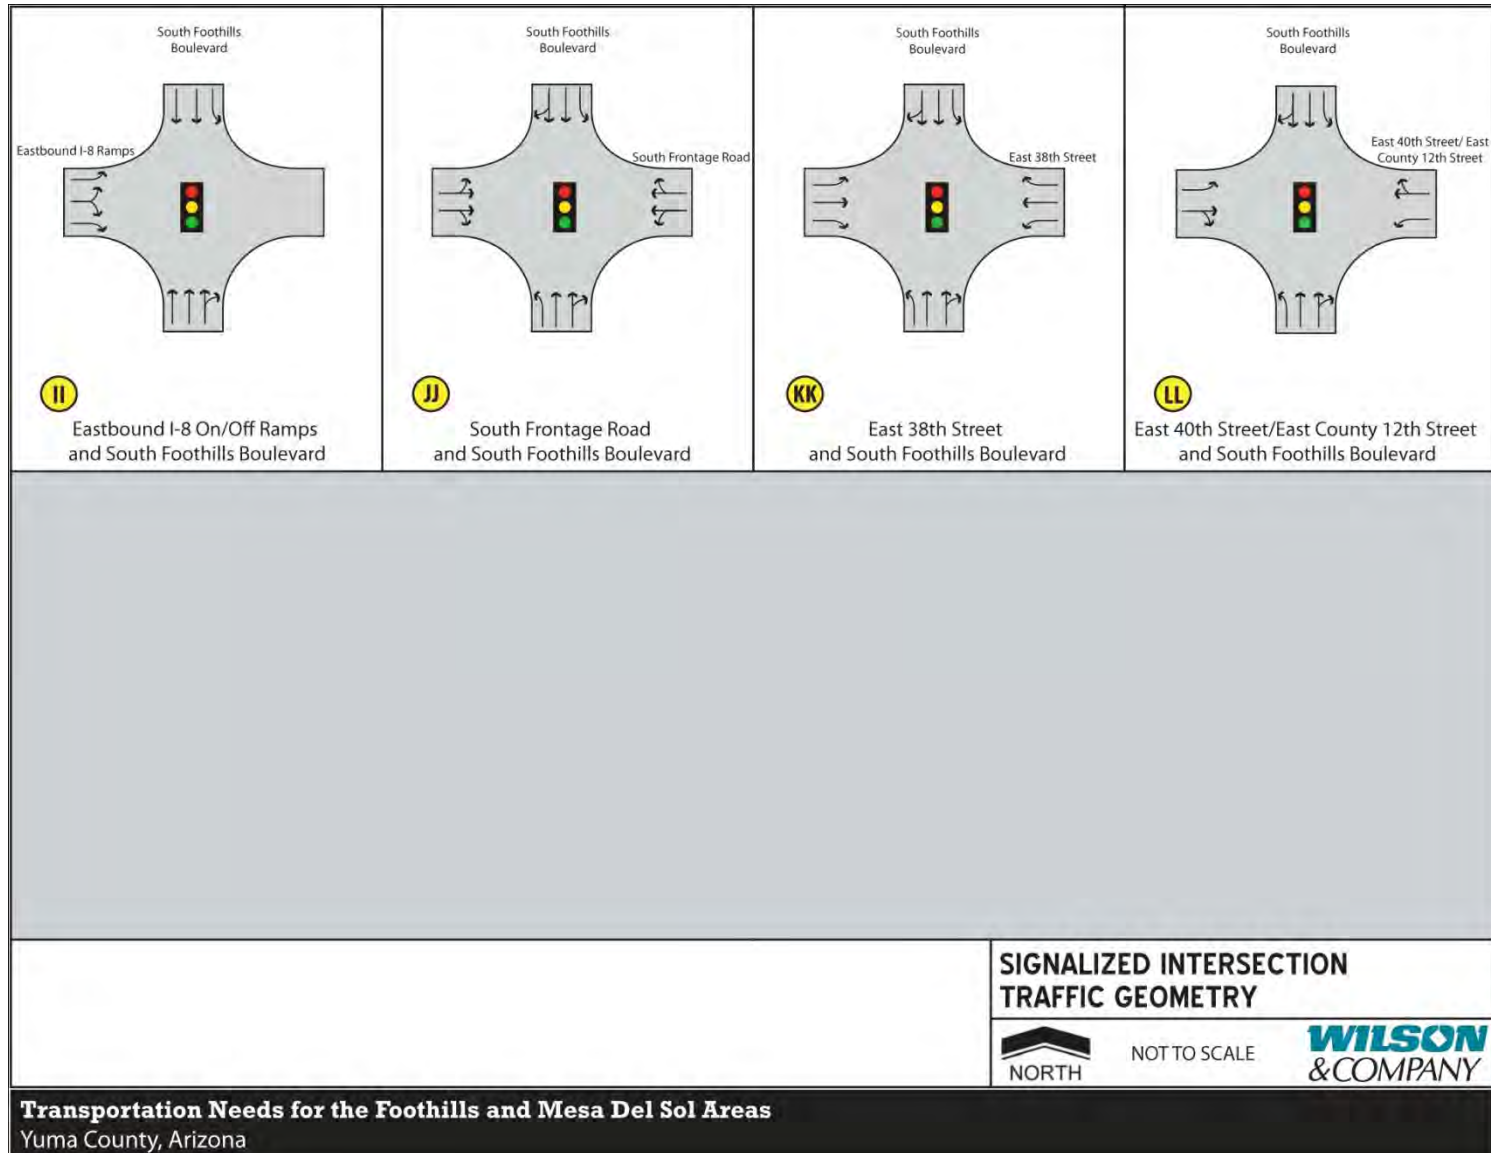 South Foothills
Boulevard
Eastbound I-8 Ramps
II
Eastbound I-8 On/Off Ramps
and South Foothills Boulevard
South Foothills
Boulevard
South Frontage Road
JJ
South Frontage Road
and South Foothills Boulevard
South Foothills
Boulevard
East 38th Street
KK
East 38th Street
and South Foothills Boulevard
South Foothills
Boulevard
East 40th Street/ East
County 12th Street
LL
East 40th Street/East County 12th Street
and South Foothills Boulevard
SIGNALIZED INTERSECTION
TRAFFIC GEOMETRY
NORTH
NOT TO SCALE
WILSON
&COMPANY
Transportation Needs for the Foothills and Mesa Del Sol Areas
Yuma County, Arizona